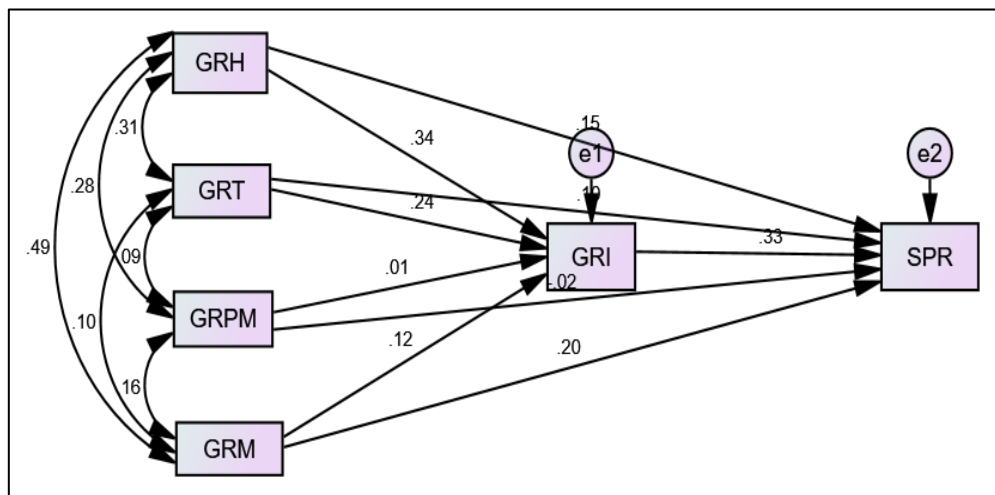 GRH
.15
.31
.34
e1
e2
GRT
.28
.24
.33
.49
09
GRI
SPR
.01
-.02
.10
GRPM
.12
.20
16
GRM